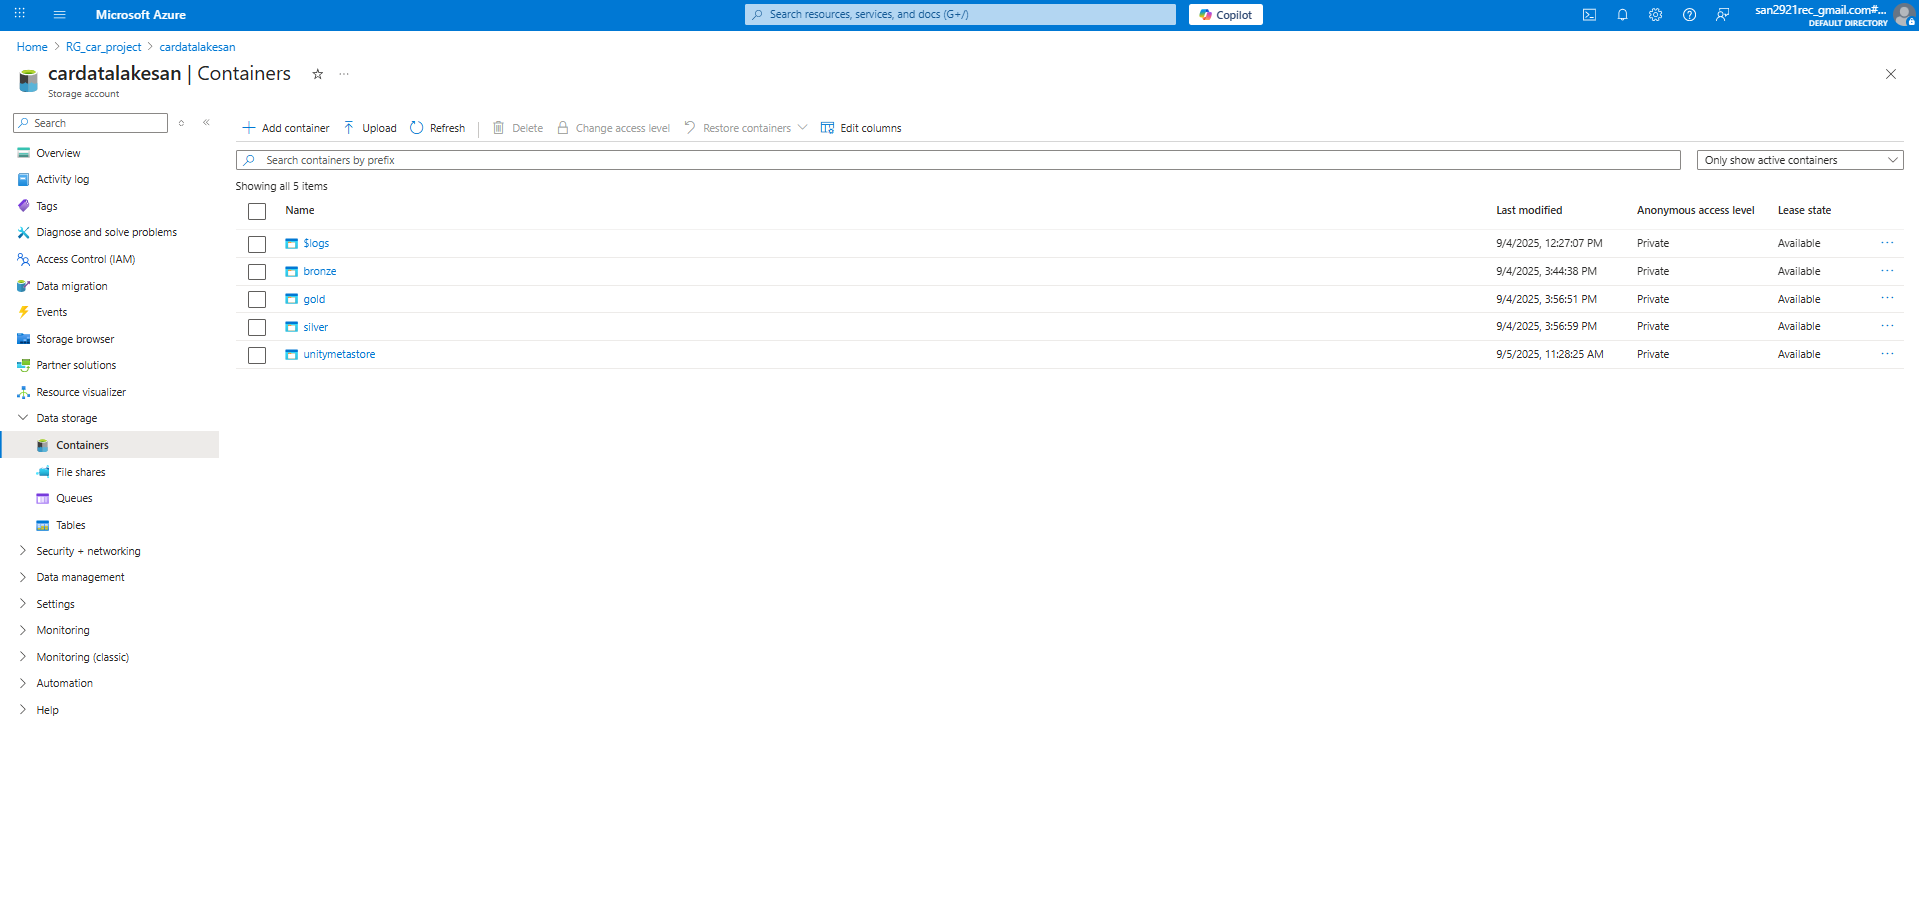 Microsoft Azure
Search resources, services, and docs (G+/)
Copilot
san2921rec_gmail.com#...
DEFAULT DIRECTORY
Home > RG_car_project > cardatalakesan
cardatalakesan | Containers
Storage account
Search
Add container Upload Refresh Delete Change access level Restore containers Edit columns
Search containers by prefix
Only show active containers
Showing all 5 items
Name Last modified Anonymous access level Lease state
$logs 9/4/2025, 12:27:07 PM Private Available
bronze 9/4/2025, 3:44:38 PM Private Available
gold 9/4/2025, 3:56:51 PM Private Available
silver 9/4/2025, 3:56:59 PM Private Available
unitymetastore 9/5/2025, 11:28:25 AM Private Available
Overview
Activity log
Tags
Diagnose and solve problems
Access Control (IAM)
Data migration
Events
Storage browser
Partner solutions
Resource visualizer
Data storage
Containers
File shares
Queues
Tables
Security + networking
Data management
Settings
Monitoring
Monitoring (classic)
Automation
Help